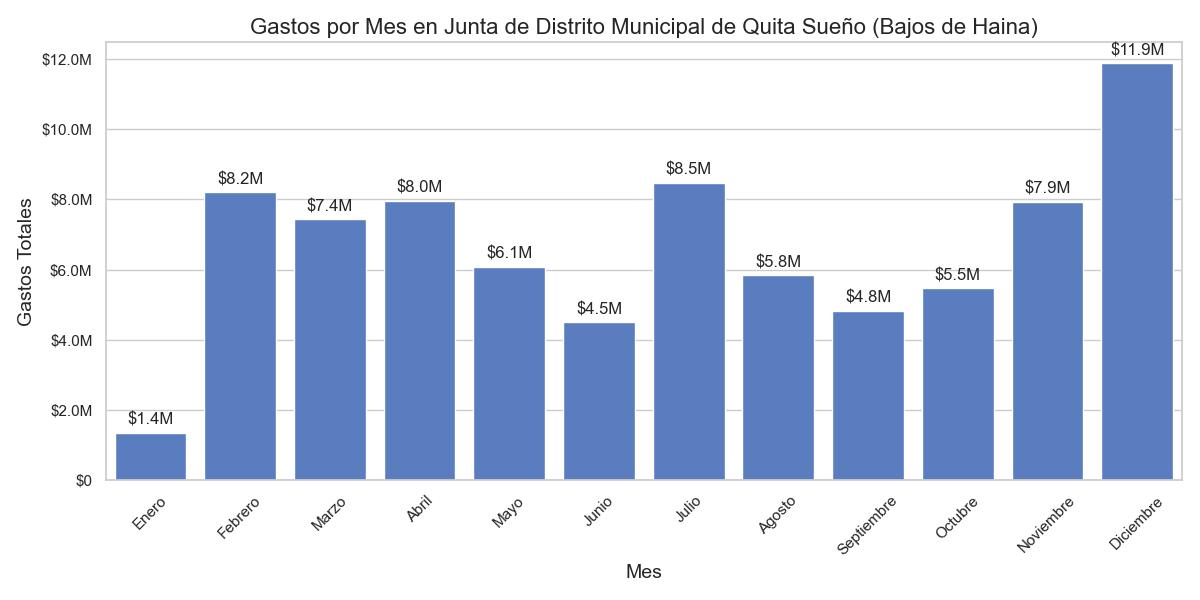 Gastos por Mes en Junta de Distrito Municipal de Quita Sueño (Bajos de Haina)
Gastos Totales
$12.0M
$10.0M
$8.0M
$6.0M
$4.0M
$2.0M
$0
$1.4M
$8.2M
$7.4M
$8.0M
$6.1M
$4.5M
$8.5M
$5.8M
$4.8M
$5.5M
$7.9M
$11.9M
Enero
Febrero
Marzo
Abril
Mayo
Junio
Julio
Agosto
Septiembre
Octubre
Noviembre
Diciembre
Mes